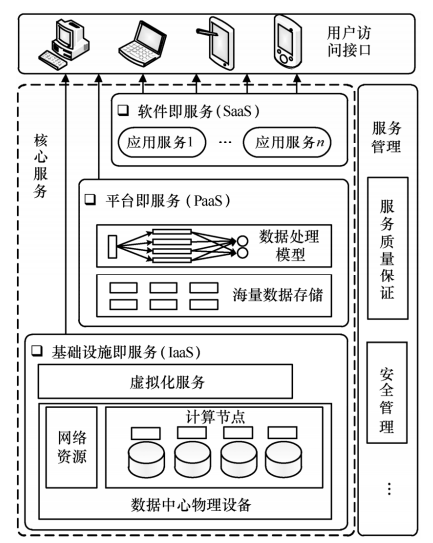 用户访
问接口
核心服务
❑ 软件即服务(SaaS)
应用服务1 … 应用服务n
❑ 平台即服务(PaaS)
数据处理
模型
海量数据存储
❑ 基础设施即服务(IaaS)
虚拟化服务
网络
资源
计算节点
数据中心物理设备
服务
管理
服务质量保证
安全管理
⋮